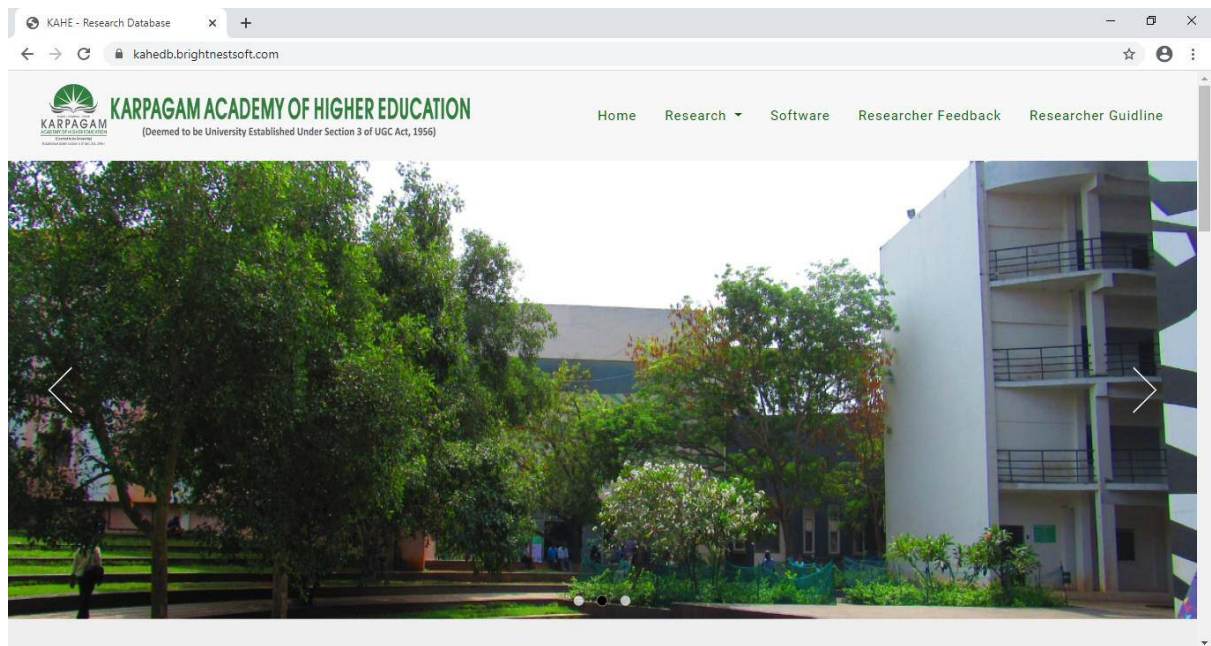 KAHE - Research Database
kahedb.brightnestsoft.com
KARPAGAM
KARPAGAM ACADEMY OF HIGHER EDUCATION
(Deemed to be University Established Under Section 3 of UGC Act, 1956)
Home Research Software Researcher Feedback Researcher Guidline